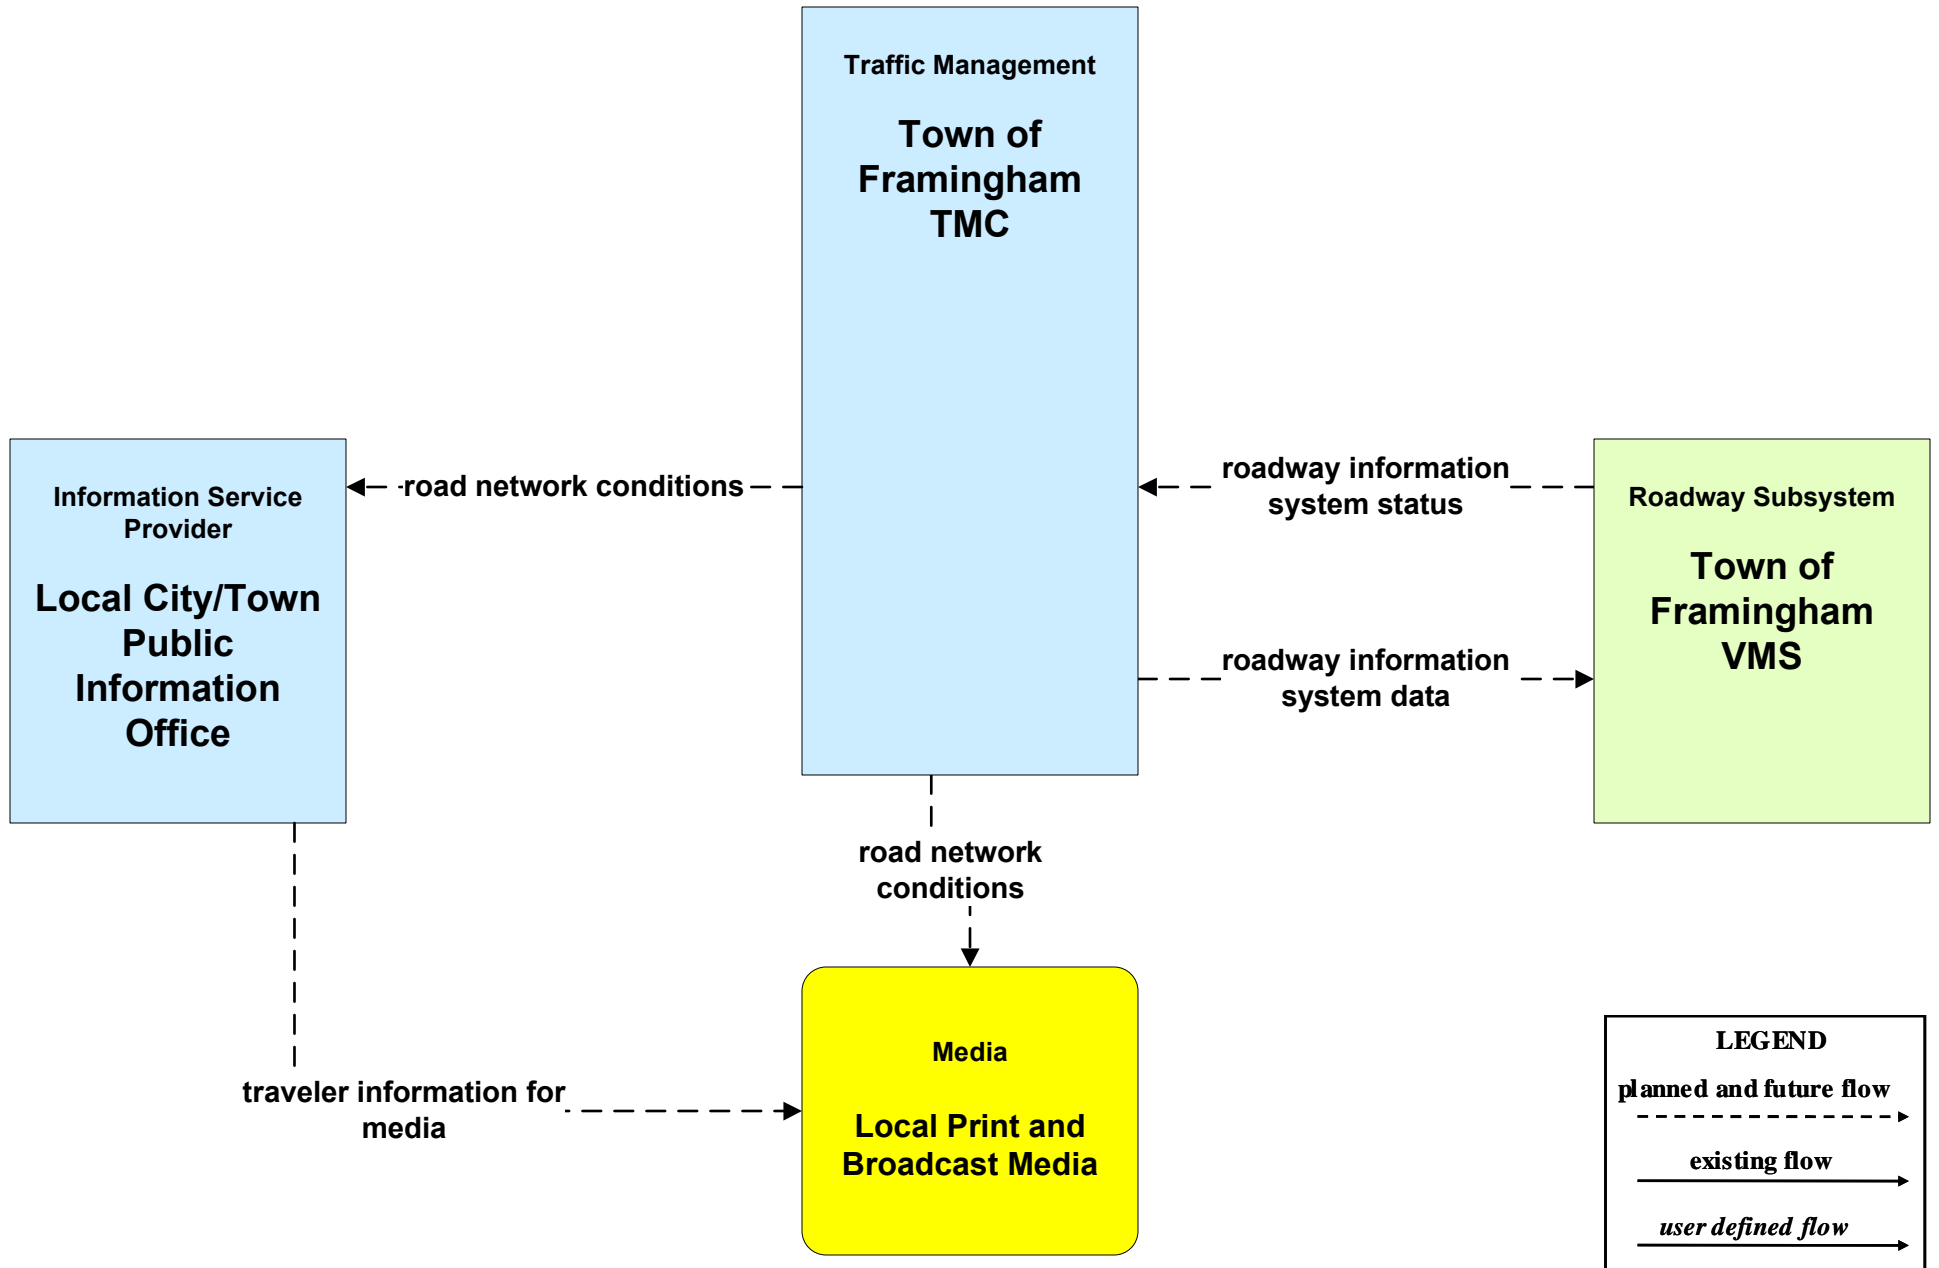 Traffic Management
Town of
Framingham
TMC
road network conditions
roadway information
system status
Information Service
Provider
Local City/Town
Public
Information
Office
Roadway Subsystem
Town of
Framingham
VMS
roadway information
system data
road network
conditions
traveler information for
media
Media
Local Print and
Broadcast Media
LEGEND
planned and future flow
existing flow
user defined flow